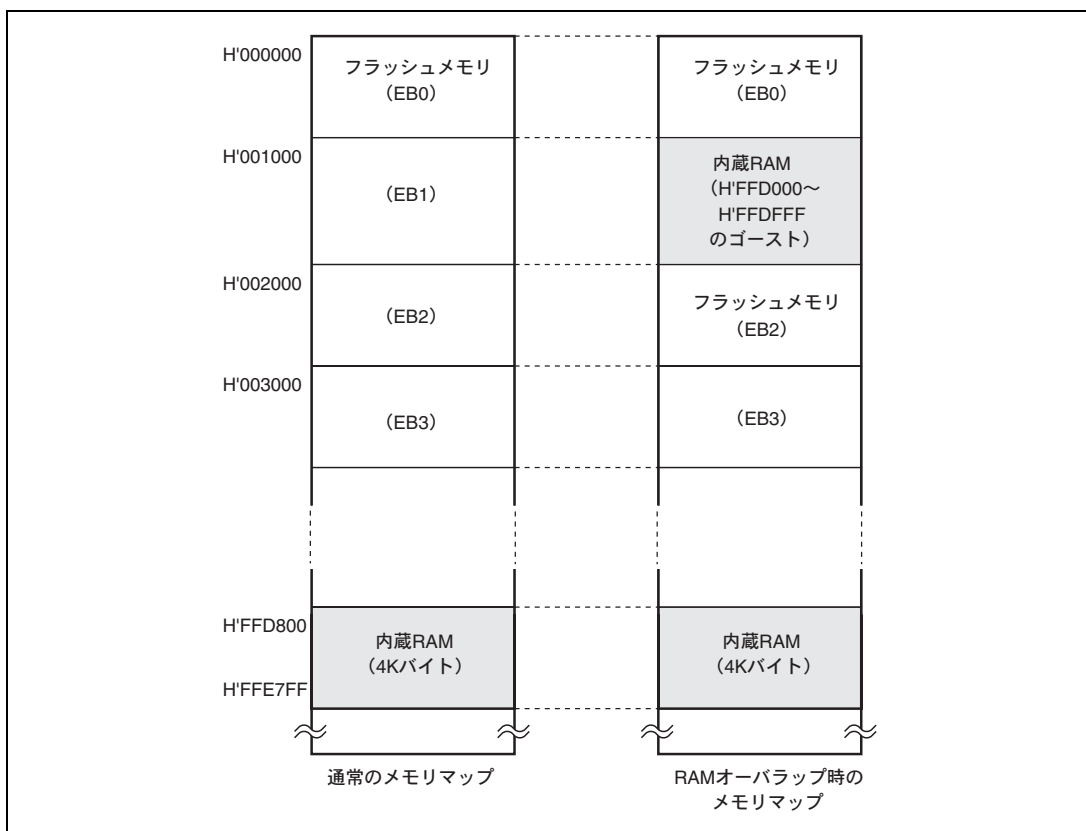 H'000000
フラッシュメモリ
（EB0）
フラッシュメモリ
（EB0）
H'001000
（EB1）
内蔵RAM
（H'FFD000～
H'FFDFFF
のゴースト）
H'002000
（EB2）
フラッシュメモリ
（EB2）
H'003000
（EB3）
（EB3）
H'FFD800
内蔵RAM
（4Kバイト）
内蔵RAM
（4Kバイト）
H'FFE7FF
通常のメモリマップ
RAMオーバラップ時の
メモリマップ